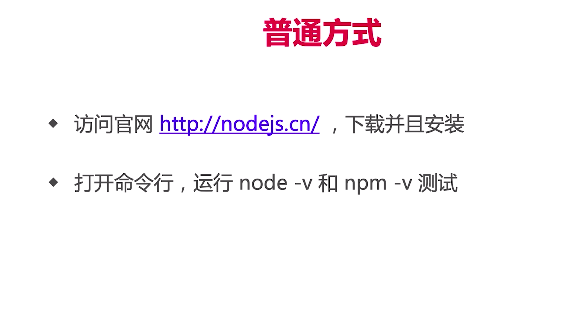 普通方式
◆ 访问官网 http://nodejs.cn/ ，下载并且安装
◆ 打开命令行，运行 node -v 和 npm -v 测试